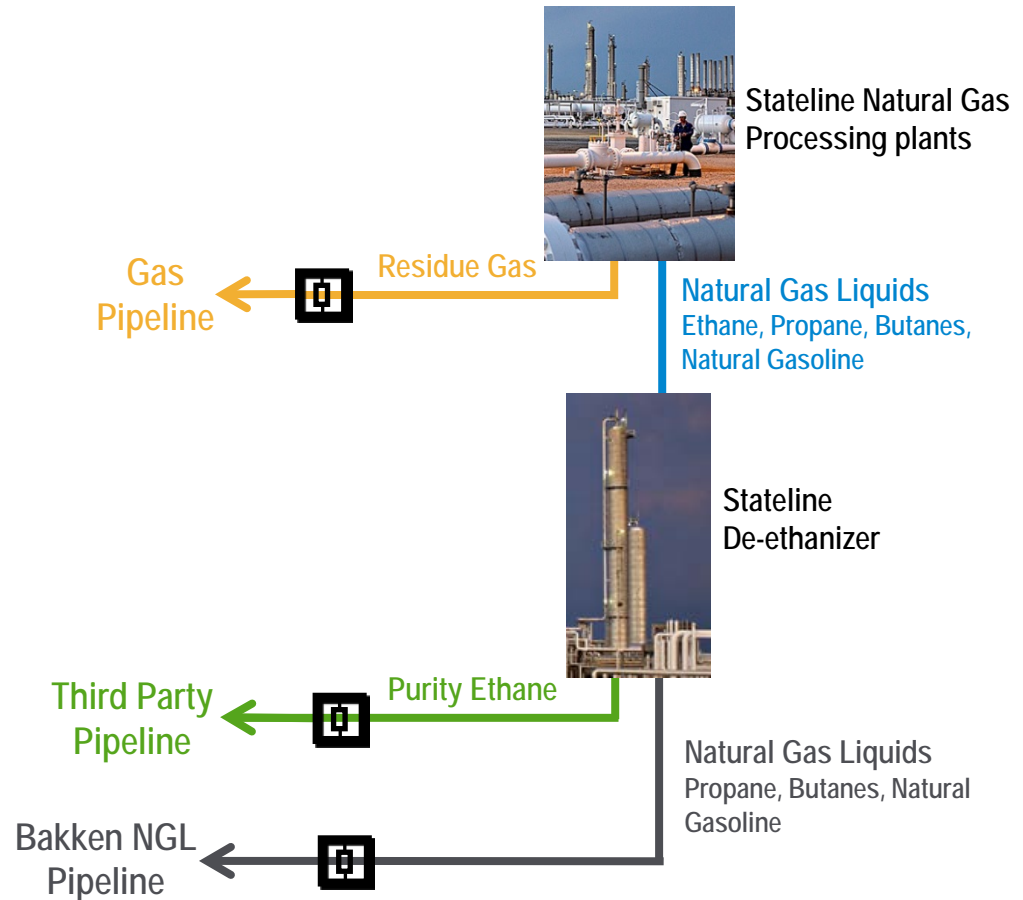 Stateline Natural Gas
Processing plants
Residue Gas
Gas
Pipeline
Natural Gas Liquids
Ethane, Propane, Butanes,
Natural Gasoline
Stateline
De-ethanizer
Purity Ethane
Third Party
Pipeline
Natural Gas Liquids
Propane, Butanes, Natural
Gasoline
Bakken NGL
Pipeline